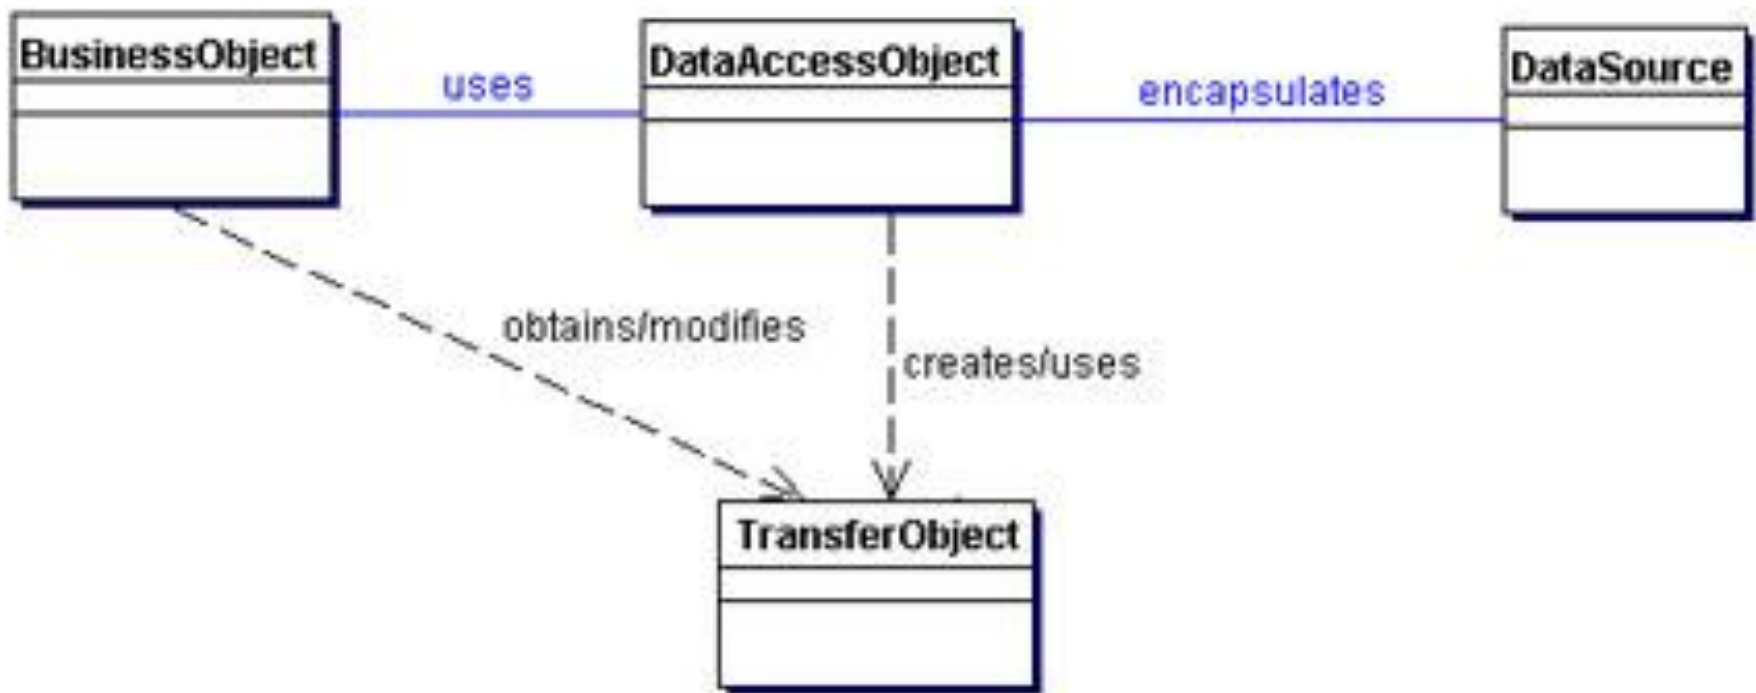 BusinessObject
uses
DataAccessObject
encapsulates
DataSource
obtains/modifies
creates/uses
TransferObject